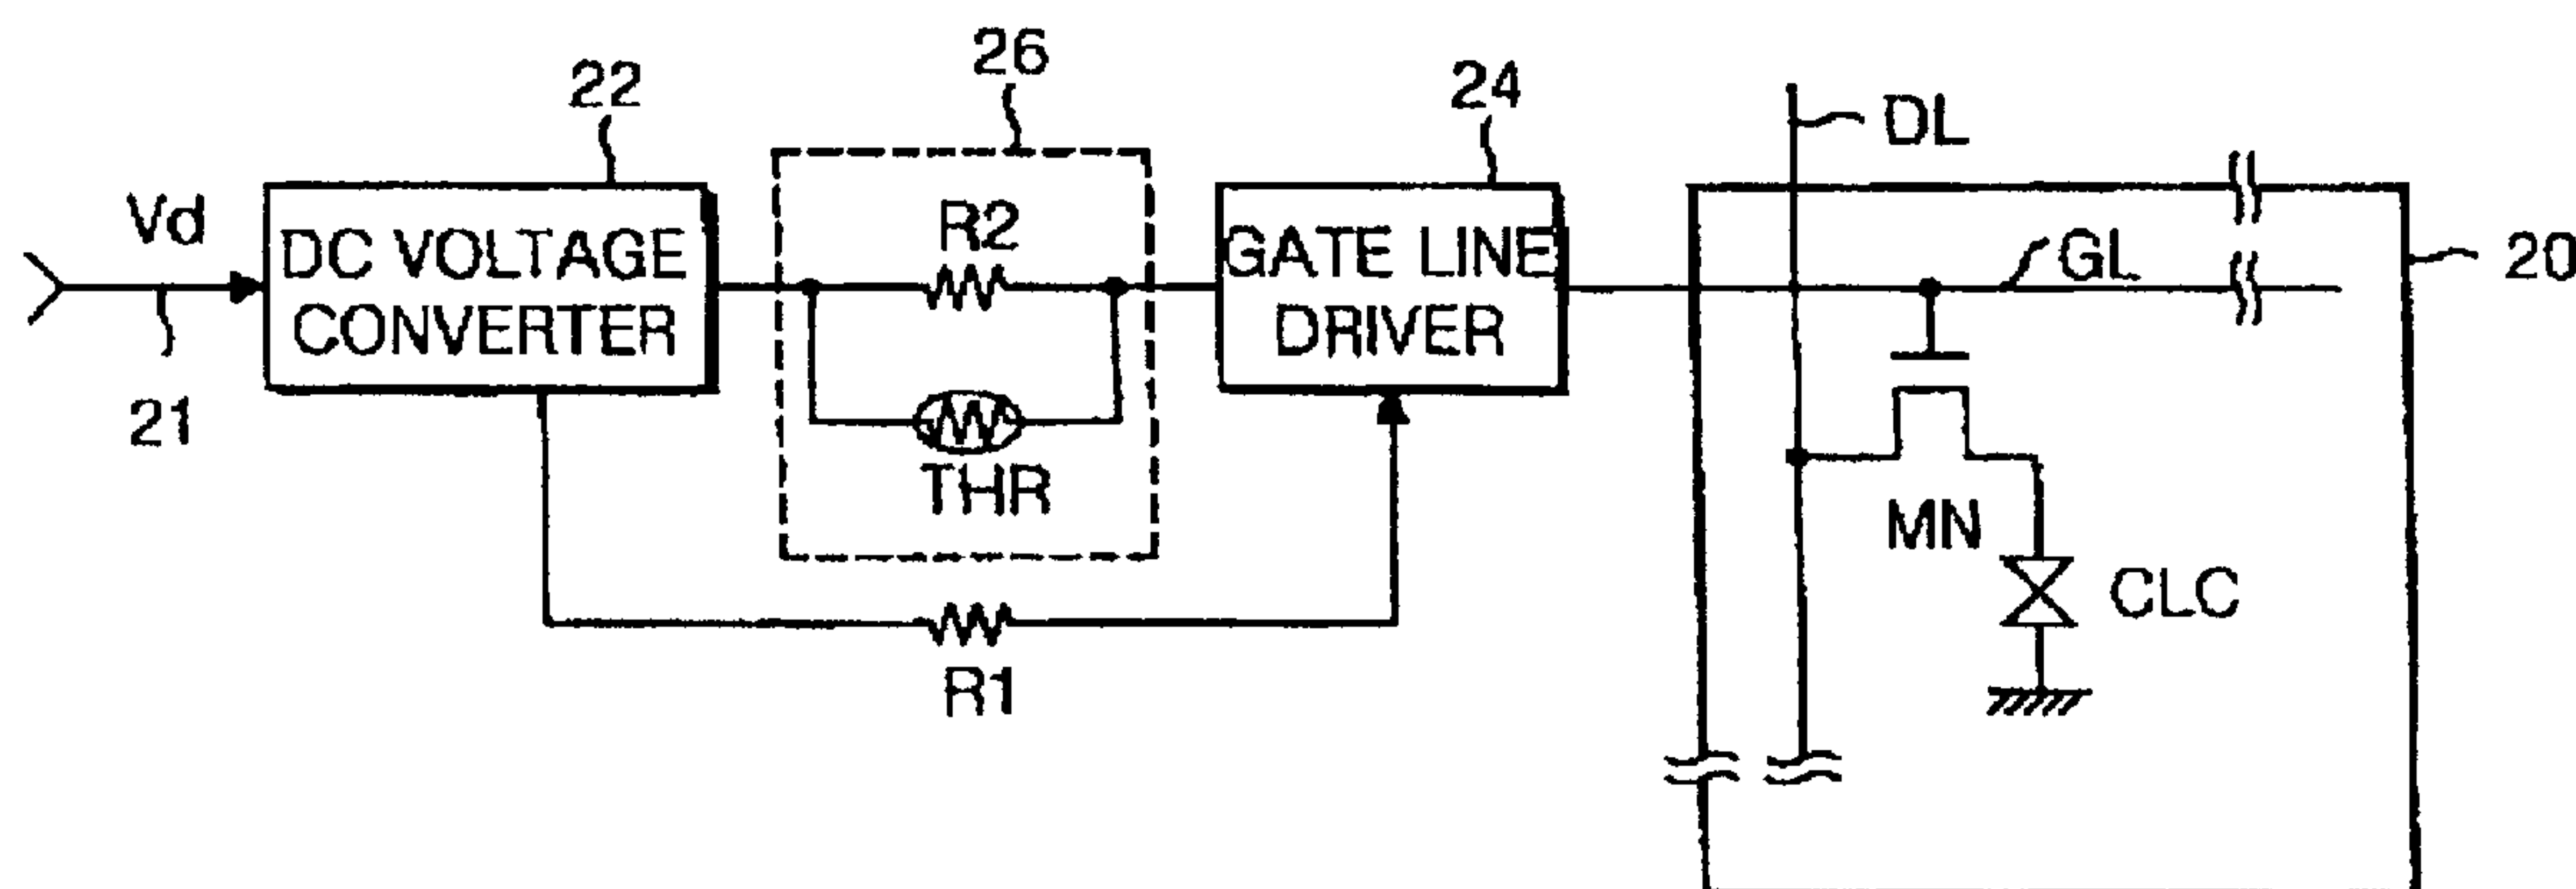 26
22
24
DL
Vd
DC VOLTAGE
CONVERTER
R2
GATE LINE
DRIVER
GL
20
21
THR
MN
CLC
R1